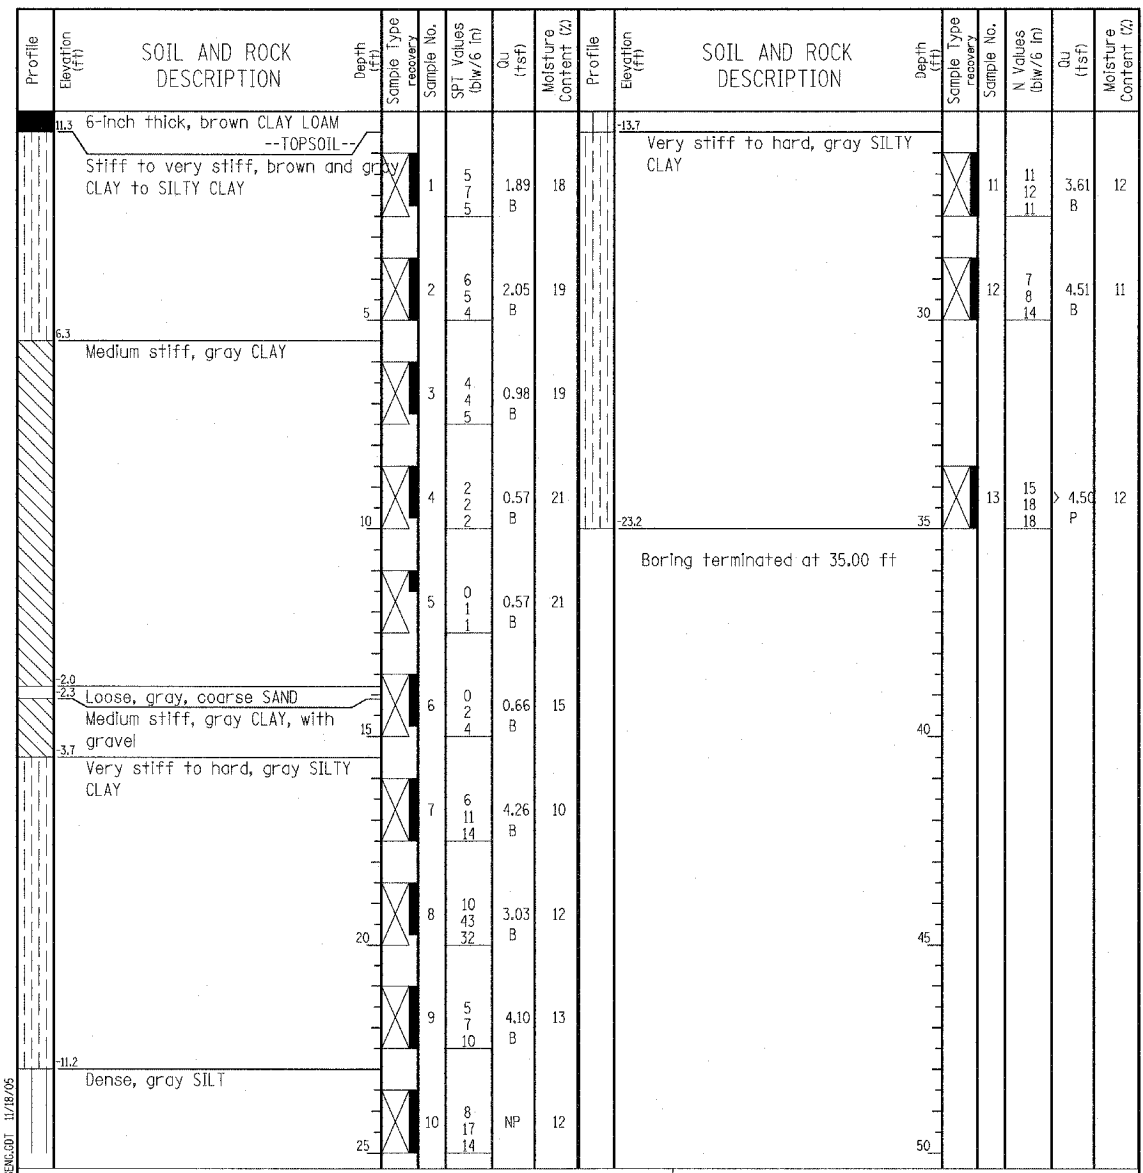 Profile
Elevation (ft)
SOIL AND ROCK
DESCRIPTION
Depth (ft)
Sample Type
recovery
Sample No.
SPT Values (blw/6 in)
Qu (tsf)
Moisture Content (%)
Profile
Elevation (ft)
SOIL AND ROCK
DESCRIPTION
Depth (ft)
Sample Type
recovery
Sample No.
N Values (blw/6 in)
Qu (tsf)
Moisture Content (%)
11.3 6-inch thick, brown CLAY LOAM
--TOPSOIL--
Stiff to very stiff, brown and gray
CLAY to SILTY CLAY
1 5 7 5 1.89 B 18
2 6 5 4 2.05 B 19
5
6.3
Medium stiff, gray CLAY
3 4 4 5 0.98 B 19
4 2 2 2 0.57 B 21
10
5 0 1 1 0.57 B 21
-2.0
-2.3 Loose, gray, coarse SAND
Medium stiff, gray CLAY, with
gravel
6 0 2 4 0.66 B 15
15
-3.7
Very stiff to hard, gray SILTY
CLAY
7 6 11 14 4.26 B 10
8 10 43 32 3.03 B 12
20
9 5 7 10 4.10 B 13
-11.2
Dense, gray SILT
10 8 17 14 NP 12
25
-13.7
Very stiff to hard, gray SILTY
CLAY
11 11 12 11 3.61 B 12
12 7 8 14 4.51 B 11
30
13 15 18 18 > 4.50 P 12
-23.2
35
Boring terminated at 35.00 ft
40
45
50
ENG.GDT 11/18/05